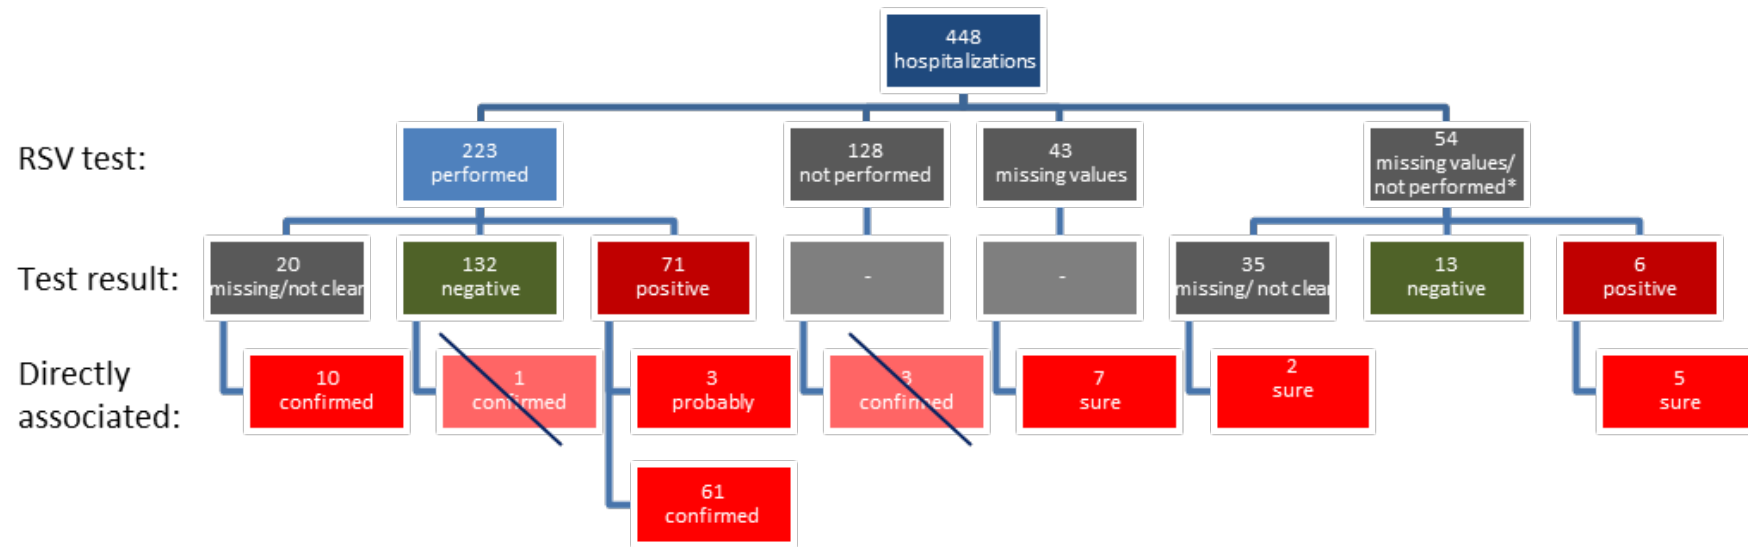 448
hospitalizations
RSV test:
223
performed
128
not performed
43
missing values
54
missing values/
not performed*
Test result:
20
missing/not clear
132
negative
71
positive
-
-
35
missing/ not clear
13
negative
6
positive
Directly
associated:
10
confirmed
1
confirmed
3
probably
3
confirmed
7
sure
2
sure
5
sure
61
confirmed